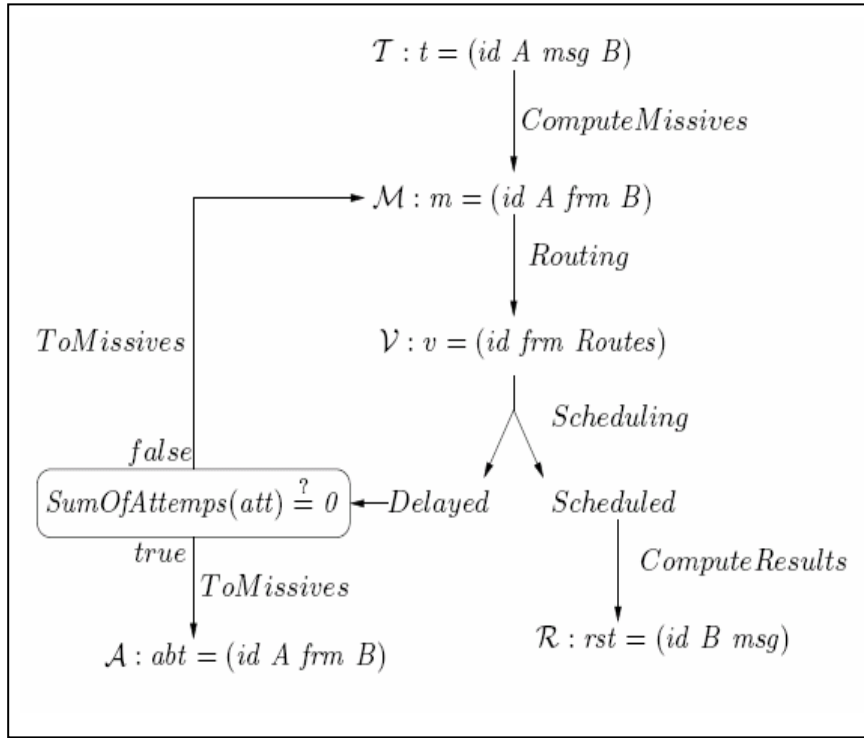 𝒯 : t = (id A msg B)
ComputeMissives
ℳ : m = (id A frm B)
Routing
ToMissives
𝒱 : v = (id frm Routes)
Scheduling
false
SumOfAttemps(att) ≟ 0
Delayed
Scheduled
true
ToMissives
ComputeResults
𝒜 : abt = (id A frm B)
ℛ : rst = (id B msg)